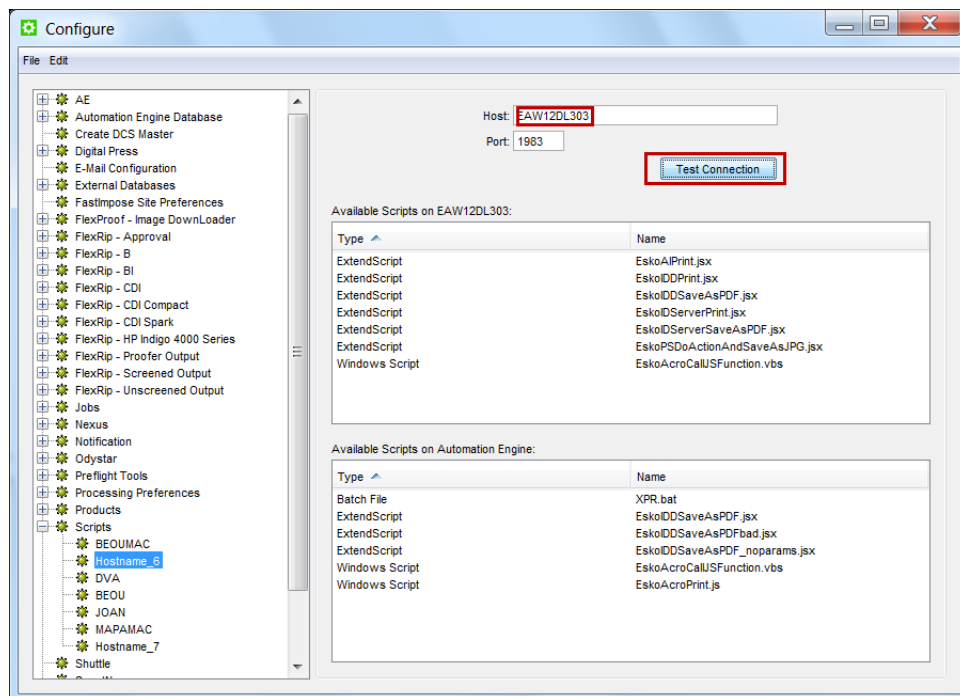 Configure
File Edit
AE
Automation Engine Database
Create DCS Master
Digital Press
E-Mail Configuration
External Databases
FastImpose Site Preferences
FlexProof - Image DownLoader
FlexRip - Approval
FlexRip - B
FlexRip - BI
FlexRip - CDI
FlexRip - CDI Compact
FlexRip - CDI Spark
FlexRip - HP Indigo 4000 Series
FlexRip - Proofer Output
FlexRip - Screened Output
FlexRip - Unscreened Output
Jobs
Nexus
Notification
Odystar
Preflight Tools
Processing Preferences
Products
Scripts
BEOUMAC
Hostname_6
DVA
BEOU
JOAN
MAPAMAC
Hostname_7
Shuttle
Host: EAW12DL303
Port: 1983
Test Connection
Available Scripts on EAW12DL303:
Type Name
ExtendScript EskoAIPrint.jsx
ExtendScript EskoIDDPrint.jsx
ExtendScript EskoIDDSaveAsPDF.jsx
ExtendScript EskoIDServerPrint.jsx
ExtendScript EskoIDServerSaveAsPDF.jsx
ExtendScript EskoPSDoActionAndSaveAsJPG.jsx
Windows Script EskoAcroCallJSFunction.vbs
Available Scripts on Automation Engine:
Type Name
Batch File XPR.bat
ExtendScript EskoIDDSaveAsPDF.jsx
ExtendScript EskoIDDSaveAsPDFbad.jsx
ExtendScript EskoIDDSaveAsPDF_noparams.jsx
Windows Script EskoAcroCallJSFunction.vbs
Windows Script EskoAcroPrint.js